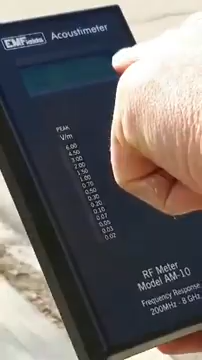 EMF Acoustimeter
PEAK
V/m
6.00
4.50
3.00
2.00
1.50
1.00
0.70
0.50
0.30
0.20
0.10
0.07
0.05
0.03
0.02
RF Meter
Model AM-10
Frequency Response
200MHz - 8 GHz